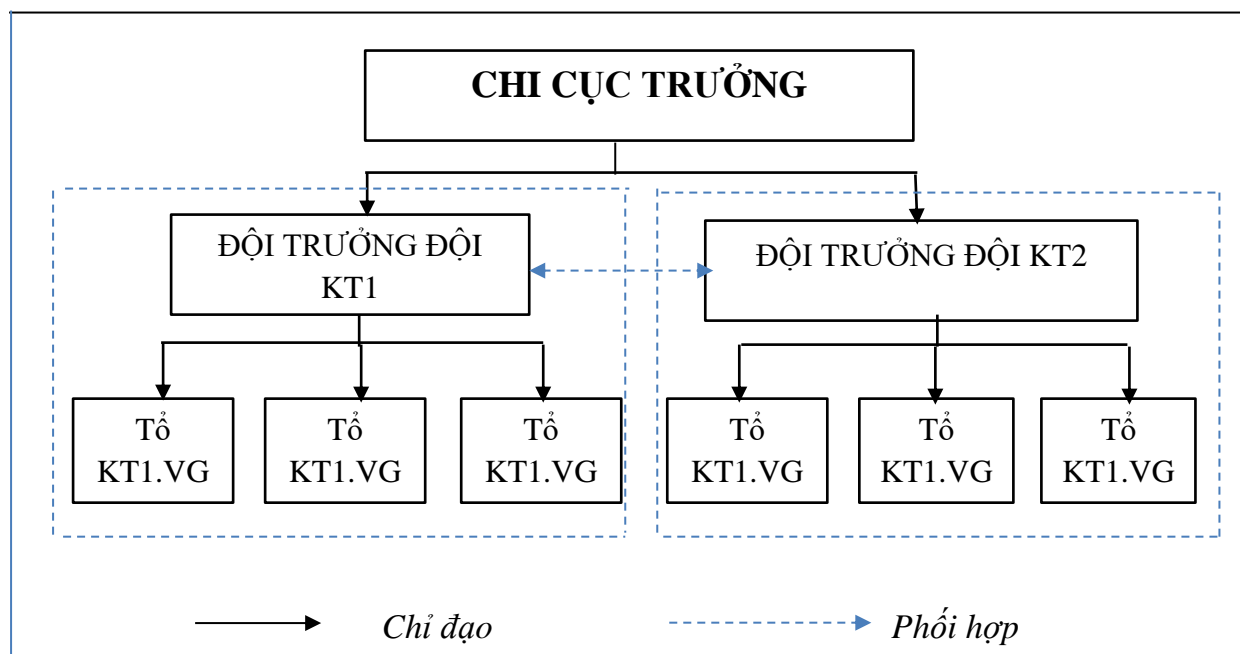 CHI CỤC TRƯỞNG
ĐỘI TRƯỞNG ĐỘI
KT1
ĐỘI TRƯỞNG ĐỘI KT2
Tổ
KT1.VG
Tổ
KT1.VG
Tổ
KT1.VG
Tổ
KT1.VG
Tổ
KT1.VG
Tổ
KT1.VG
Chỉ đạo
Phối hợp